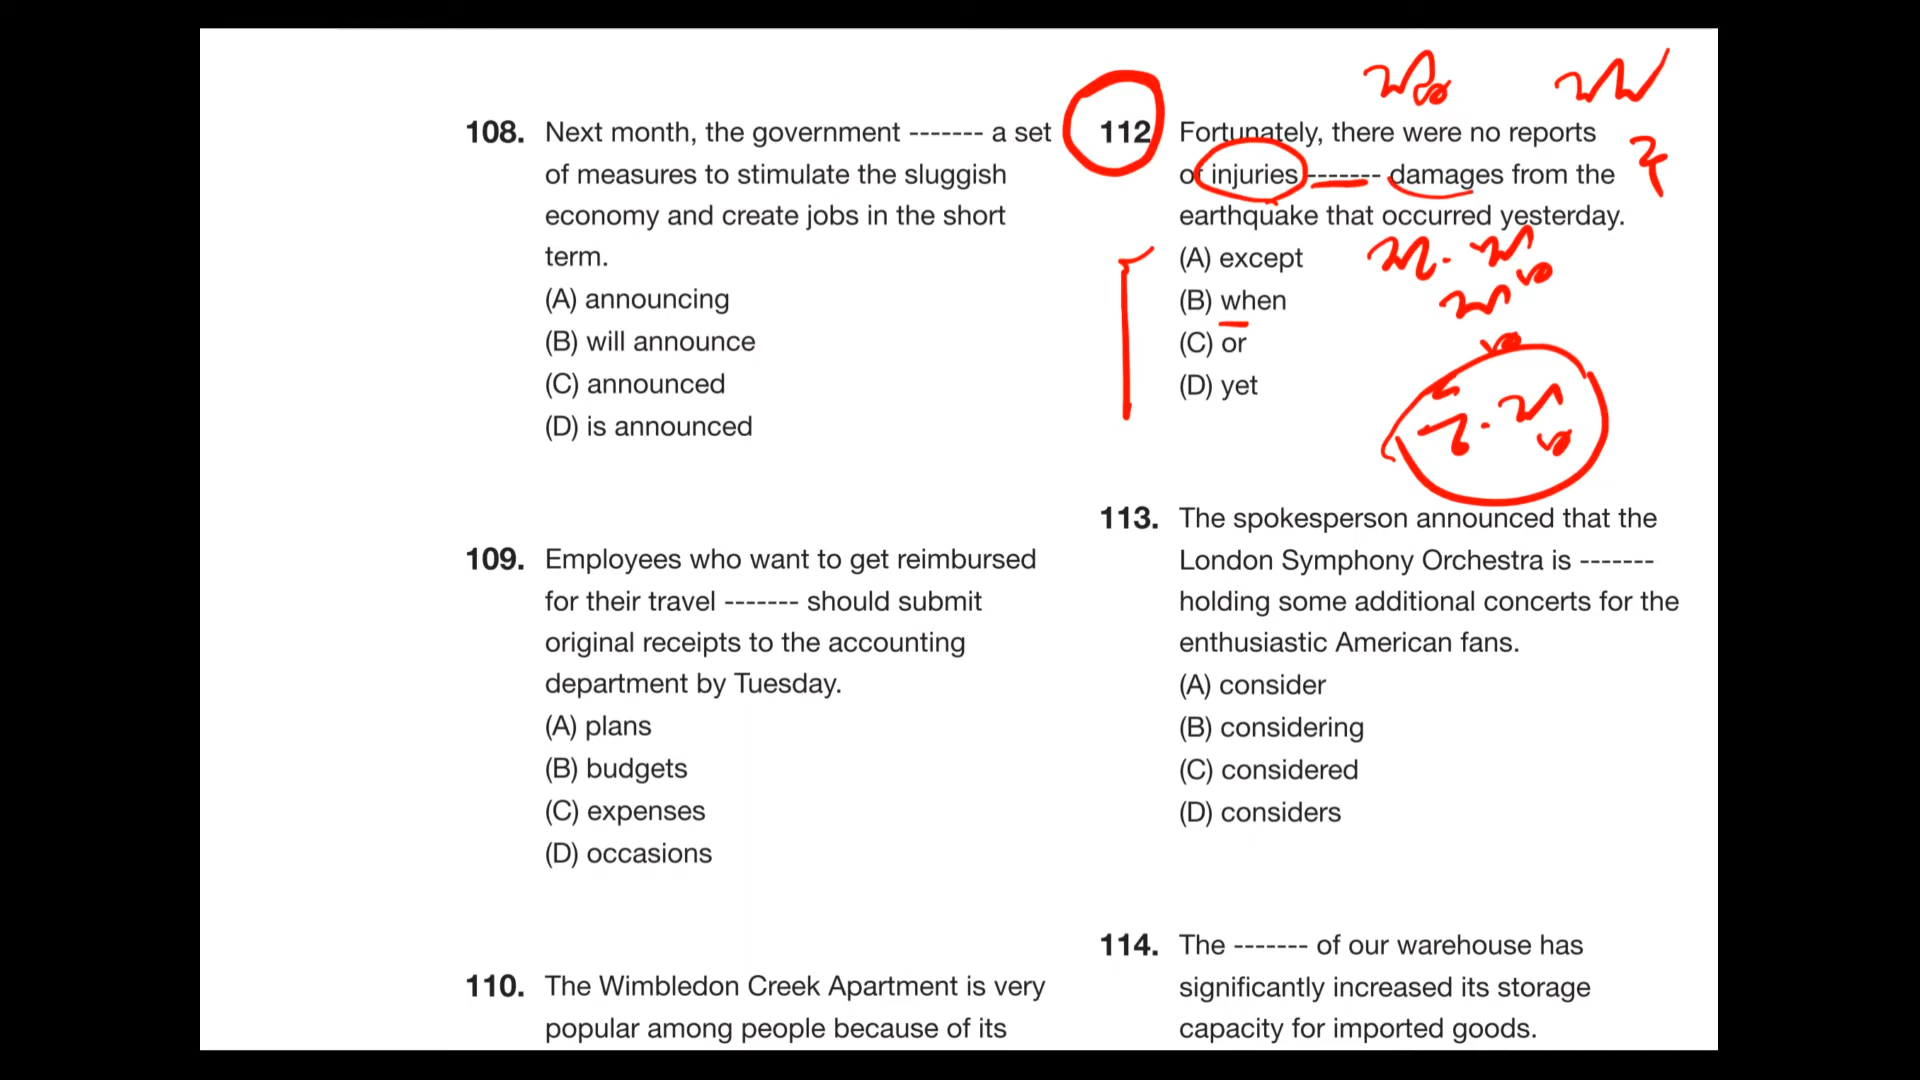 108. Next month, the government ------- a set
of measures to stimulate the sluggish
economy and create jobs in the short
term.
(A) announcing
(B) will announce
(C) announced
(D) is announced
109. Employees who want to get reimbursed
for their travel ------- should submit
original receipts to the accounting
department by Tuesday.
(A) plans
(B) budgets
(C) expenses
(D) occasions
110. The Wimbledon Creek Apartment is very
popular among people because of its
112 Fortunately, there were no reports
of injuries ------- damages from the
earthquake that occurred yesterday.
(A) except
(B) when
(C) or
(D) yet
113. The spokesperson announced that the
London Symphony Orchestra is -------
holding some additional concerts for the
enthusiastic American fans.
(A) consider
(B) considering
(C) considered
(D) considers
114. The ------- of our warehouse has
significantly increased its storage
capacity for imported goods.